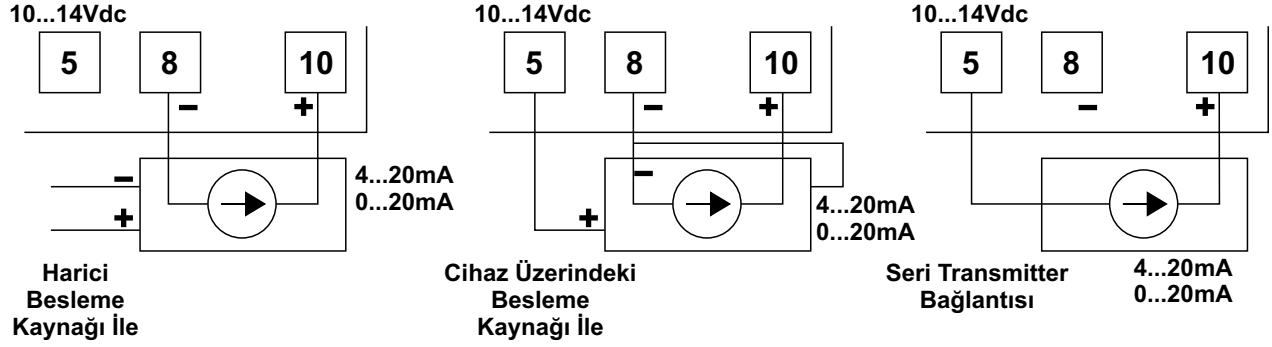 10...14Vdc
5 8 10
− +
−
+
4...20mA
0...20mA
Harici
Besleme
Kaynağı İle
10...14Vdc
5 8 10
− +
−
+
4...20mA
0...20mA
Cihaz Üzerindeki
Besleme
Kaynağı İle
10...14Vdc
5 8 10
− +
4...20mA
0...20mA
Seri Transmitter
Bağlantısı